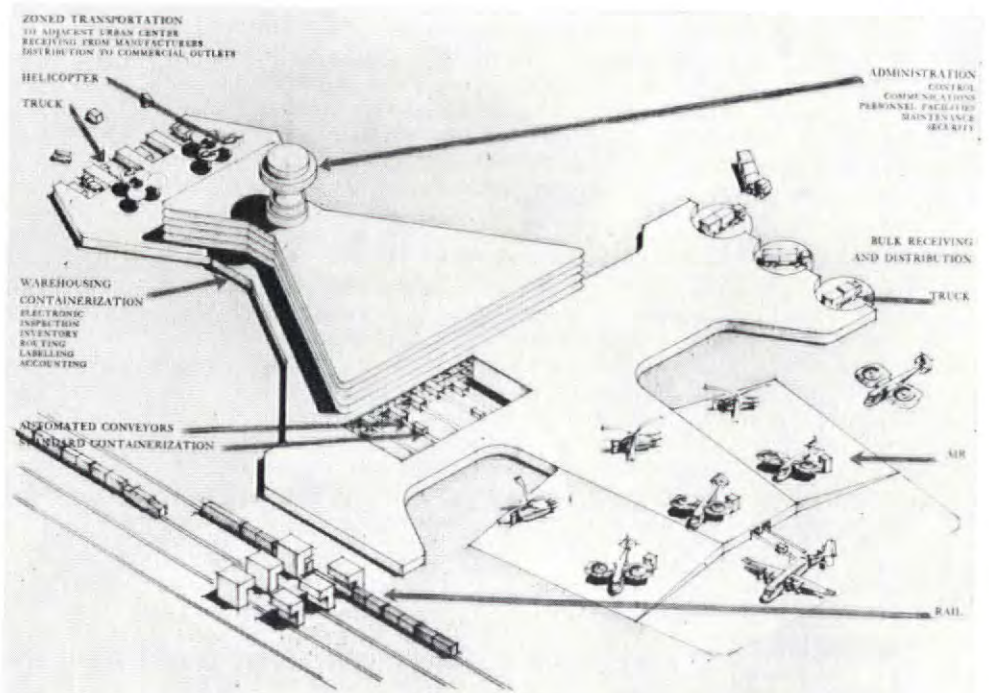 ZONED TRANSPORTATION
TO ADJACENT URBAN CENTER
RECEIVING FROM MANUFACTURERS
DISTRIBUTION TO COMMERCIAL OUTLETS
HELICOPTER
TRUCK
ADMINISTRATION
CONTROL
COMMUNICATIONS
PERSONNEL FACILITIES
MAINTENANCE
SECURITY
BULK RECEIVING
AND DISTRIBUTION
TRUCK
WAREHOUSING
CONTAINERIZATION
ELECTRONIC
INSPECTION
INVENTORY
ROUTING
LABELLING
ACCOUNTING
AUTOMATED CONVEYORS
STANDARD CONTAINERIZATION
AIR
RAIL